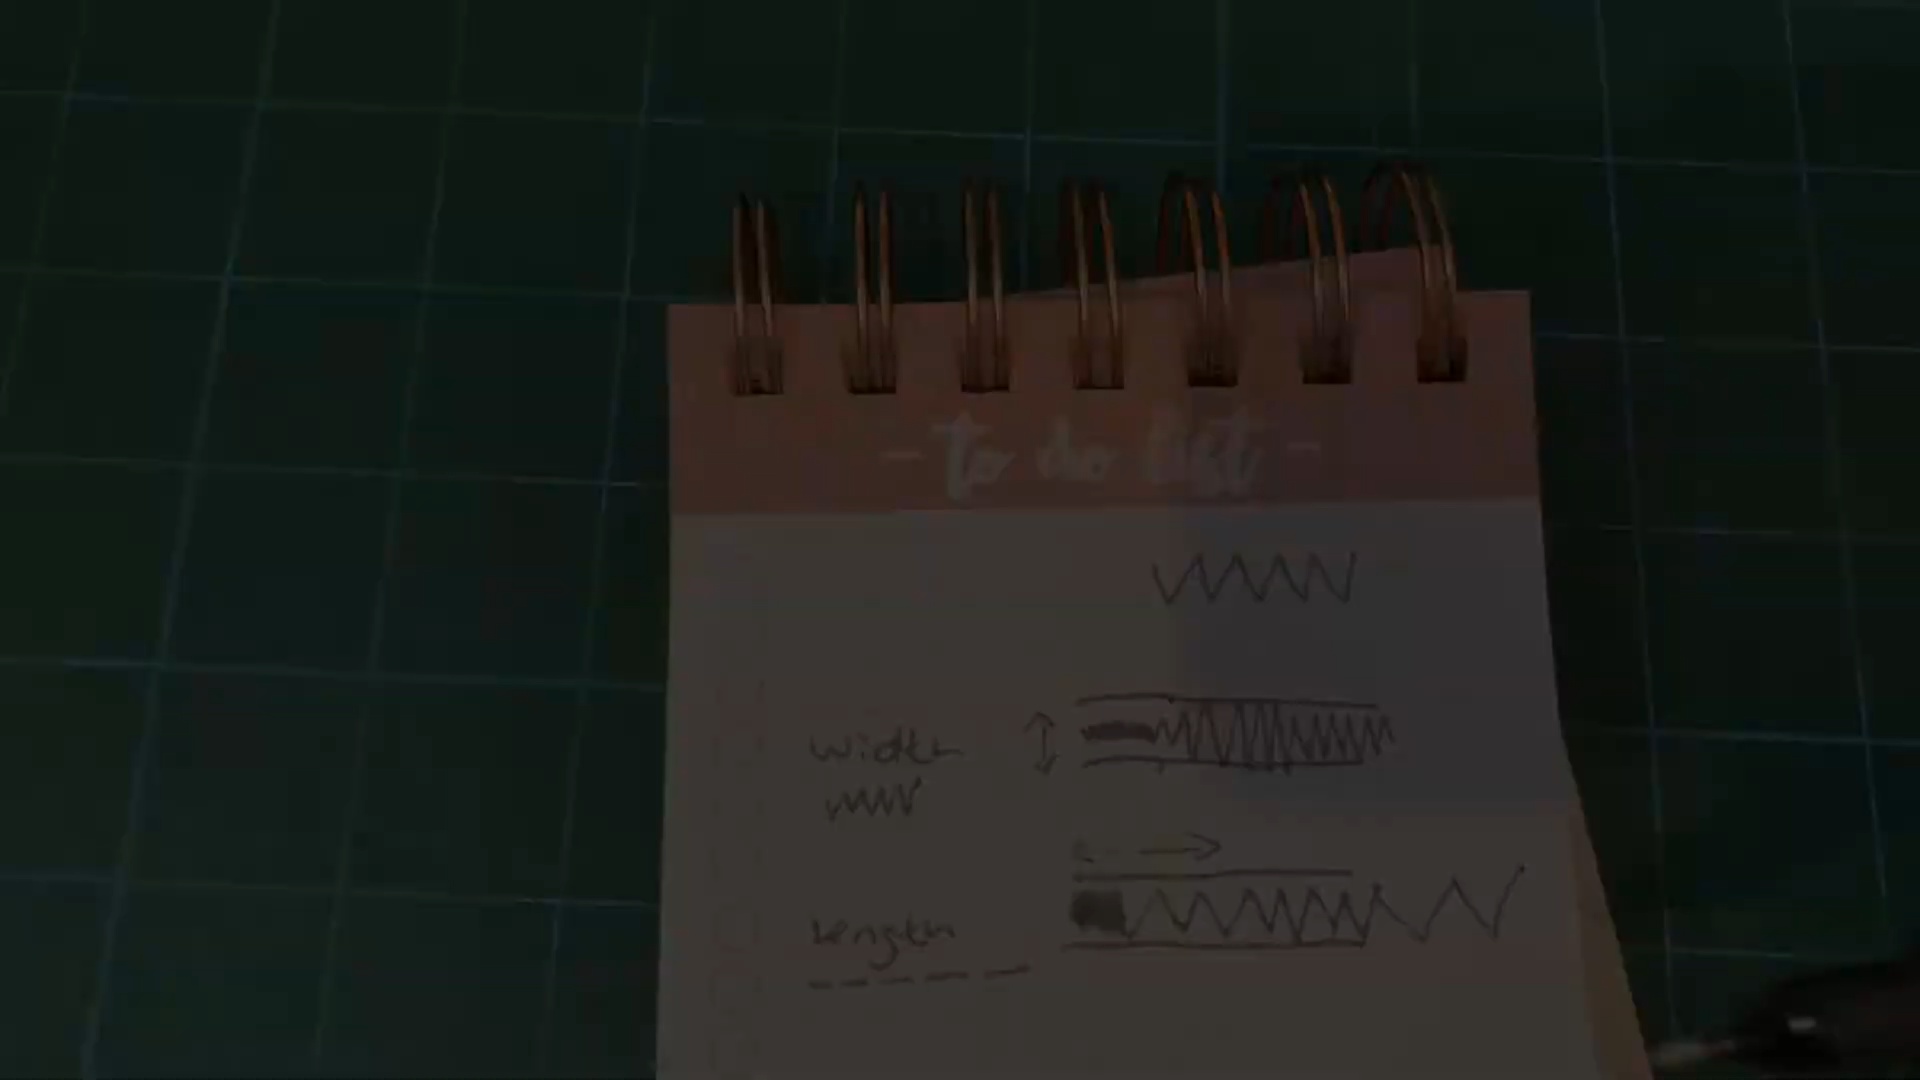 - to do list -
width
length